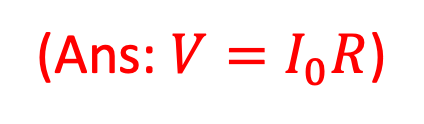 (Ans: V = I₀R)